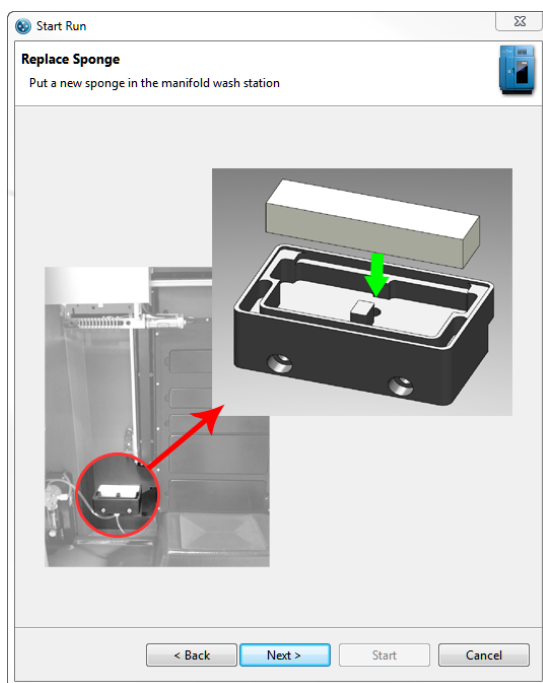 Start Run
Replace Sponge
Put a new sponge in the manifold wash station
< Back
Next >
Start
Cancel